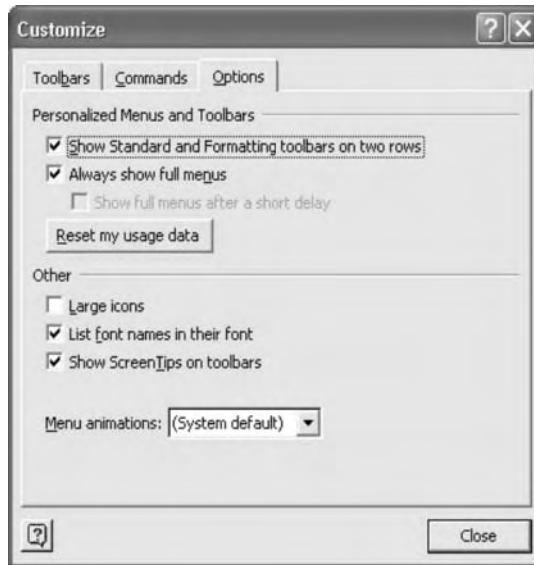 Customize
Toolbars
Commands
Options
Personalized Menus and Toolbars
Show Standard and Formatting toolbars on two rows
Always show full menus
Show full menus after a short delay
Reset my usage data
Other
Large icons
List font names in their font
Show ScreenTips on toolbars
Menu animations: (System default)
Close